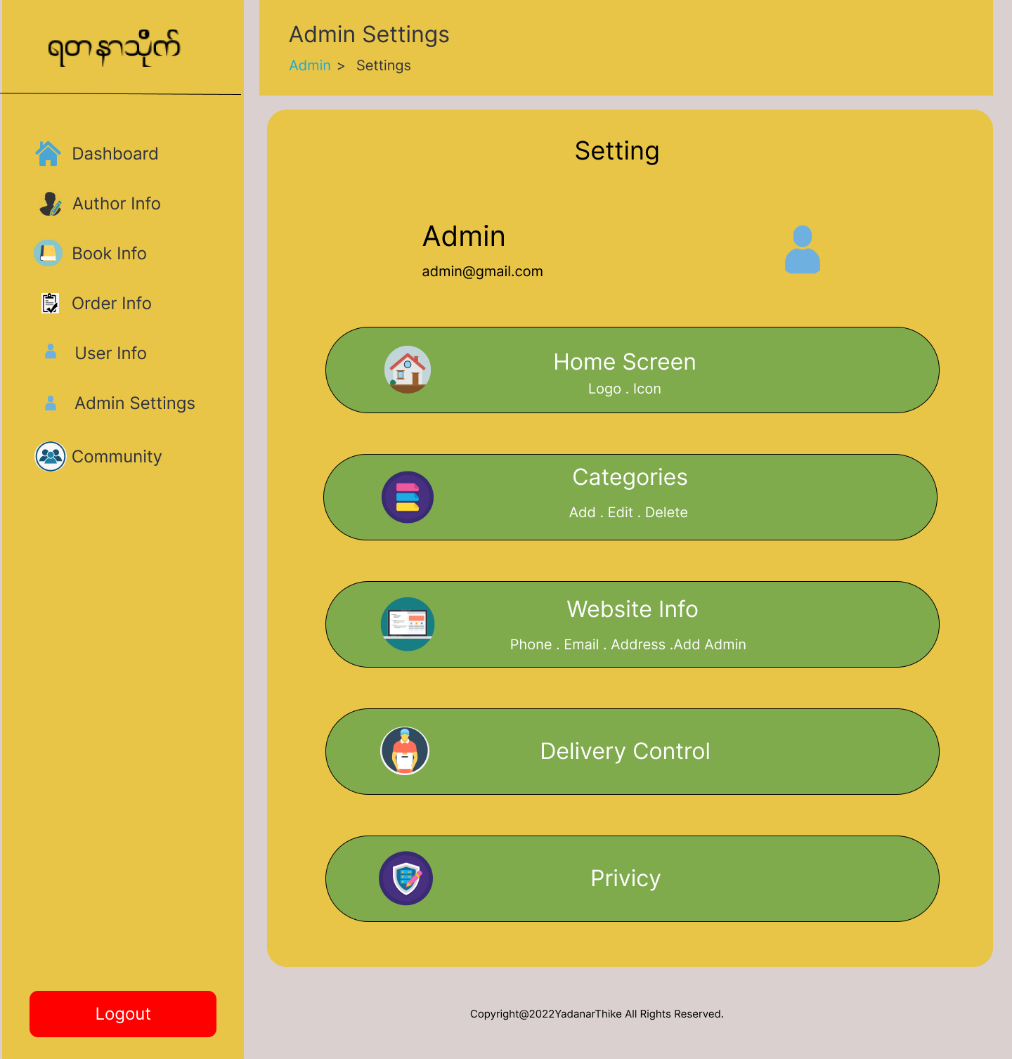 ရတနာသိုက်
Admin Settings
Admin > Settings
Dashboard
Author Info
Book Info
Order Info
User Info
Admin Settings
Community
Logout
Setting
Admin
admin@gmail.com
Home Screen
Logo . Icon
Categories
Add . Edit . Delete
Website Info
Phone . Email . Address .Add Admin
Delivery Control
Privicy
Copyright@2022YadanarThike All Rights Reserved.